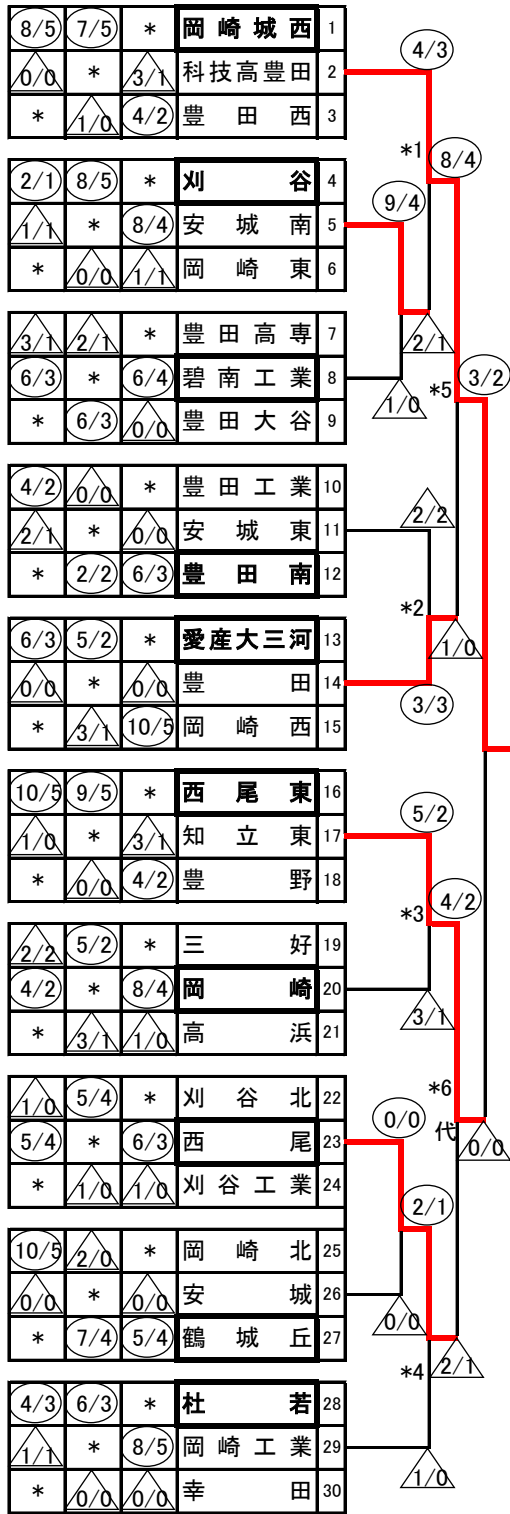 8/5 7/5 * 岡崎城西 1
4/3
0/0 * 3/1 科技高豊田 2
* 1/0 4/2 豊田西 3
*1 8/4
2/1 8/5 * 刈谷 4
9/4
1/1 * 8/4 安城南 5
* 0/0 1/1 岡崎東 6
3/1 2/1 * 豊田高専 7
2/1
6/3 * 6/4 碧南工業 8
*5 3/2
1/0
* 6/3 0/0 豊田大谷 9
4/2 0/0 * 豊田工業 10
2/2
2/1 * 0/0 安城東 11
* 2/2 6/3 豊田南 12
*2
6/3 5/2 * 愛産大三河 13
1/0
0/0 * 0/0 豊田 14
3/3
* 3/1 10/5 岡崎西 15
10/5 9/5 * 西尾東 16
5/2
1/0 * 3/1 知立東 17
* 0/0 4/2 豊野 18
4/2
*3
2/2 5/2 * 三好 19
4/2 * 8/4 岡崎 20
3/1
* 3/1 1/0 高浜 21
1/0 5/4 * 刈谷北 22
*6
0/0 代
5/4 * 6/3 西尾 23
0/0
* 1/0 1/0 刈谷工業 24
2/1
10/5 2/0 * 岡崎北 25
0/0 * 0/0 安城 26
0/0
* 7/4 5/4 鶴城丘 27
2/1
*4
4/3 6/3 * 杜若 28
1/1 * 8/5 岡崎工業 29
1/0
* 0/0 0/0 幸田 30